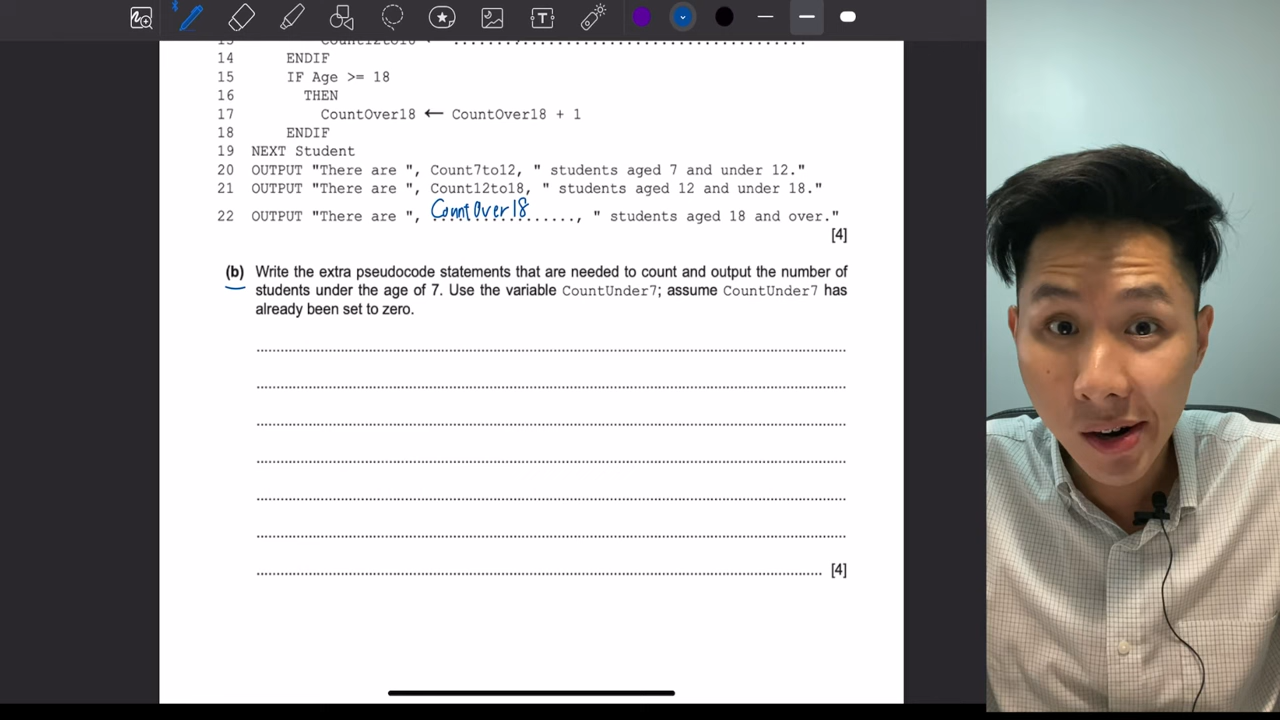 14 ENDIF
15 IF Age >= 18
16 THEN
17 CountOver18 ← CountOver18 + 1
18 ENDIF
19 NEXT Student
20 OUTPUT "There are ", Count7to12, " students aged 7 and under 12."
21 OUTPUT "There are ", Count12to18, " students aged 12 and under 18."
22 OUTPUT "There are ", CountOver18..............., " students aged 18 and over."
[4]
(b) Write the extra pseudocode statements that are needed to count and output the number of
students under the age of 7. Use the variable CountUnder7; assume CountUnder7 has
already been set to zero.
[4]